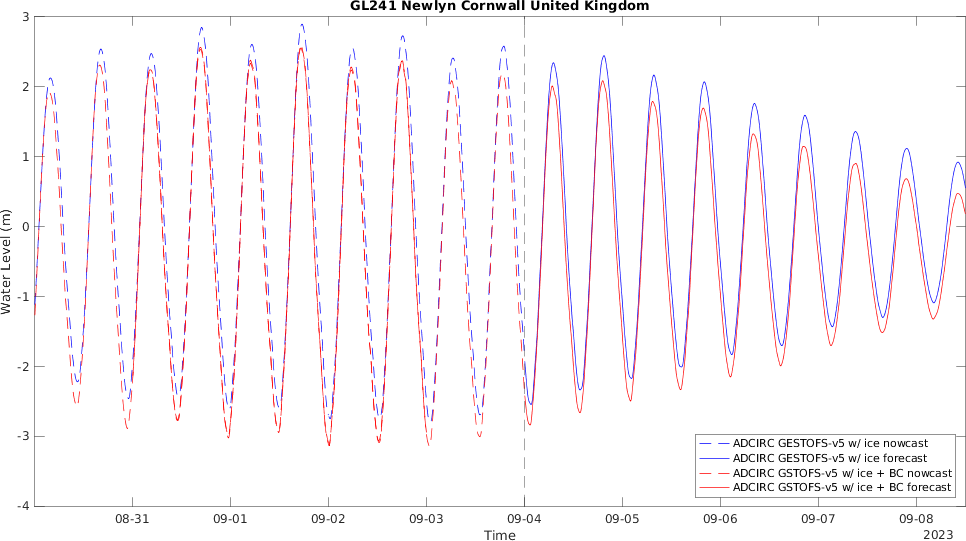 GL241 Newlyn Cornwall United Kingdom
3
2
1
0
-1
-2
-3
-4
Water Level (m)
ADCIRC GESTOFS-v5 w/ ice nowcast
ADCIRC GESTOFS-v5 w/ ice forecast
ADCIRC GSTOFS-v5 w/ ice + BC nowcast
ADCIRC GSTOFS-v5 w/ ice + BC forecast
08-31 09-01 09-02 09-03 09-04 09-05 09-06 09-07 09-08
Time
2023